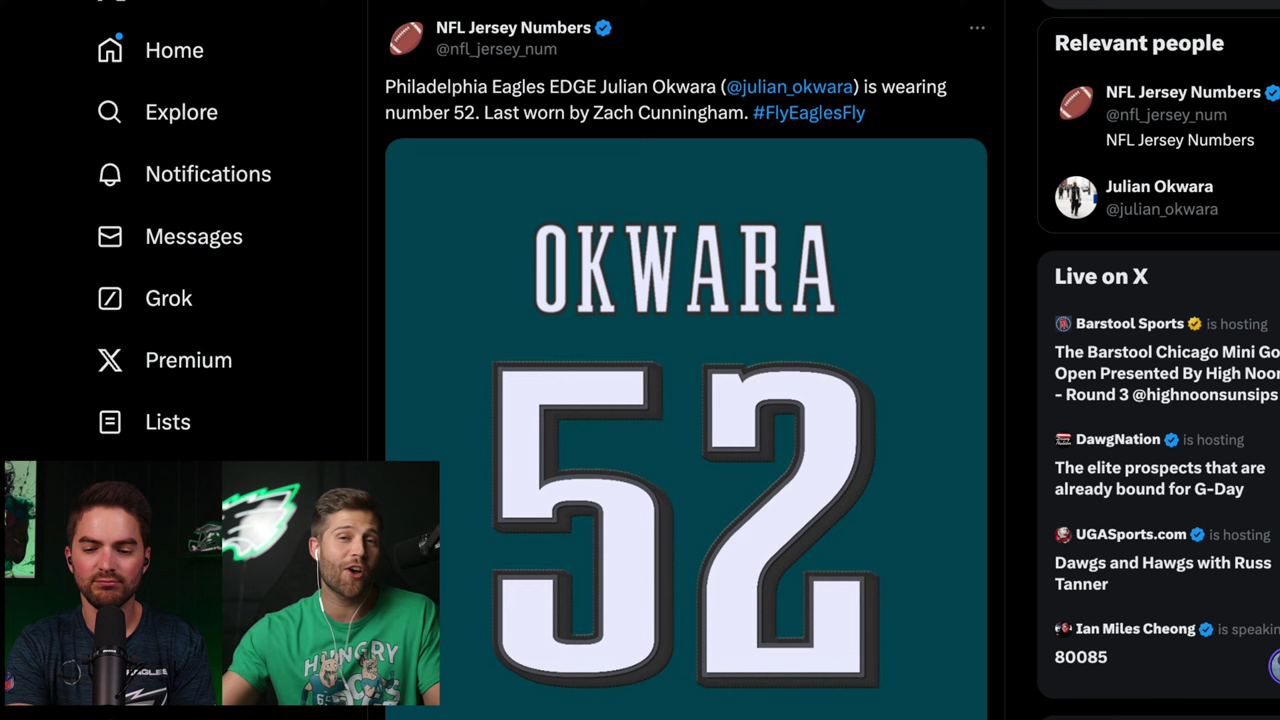 Home
Explore
Notifications
Messages
Grok
Premium
Lists
NFL Jersey Numbers
@nfl_jersey_num
Philadelphia Eagles EDGE Julian Okwara (@julian_okwara) is wearing
number 52. Last worn by Zach Cunningham. #FlyEaglesFly
OKWARA
52
Relevant people
NFL Jersey Numbers
@nfl_jersey_num
NFL Jersey Numbers
Julian Okwara
@julian_okwara
Live on X
Barstool Sports is hosting
The Barstool Chicago Mini Go
Open Presented By High Noon
- Round 3 @highnoonsunsips
DawgNation is hosting
The elite prospects that are
already bound for G-Day
UGASports.com is hosting
Dawgs and Hawgs with Russ
Tanner
Ian Miles Cheong is speakin
80085
EAGLES
HUNGRY